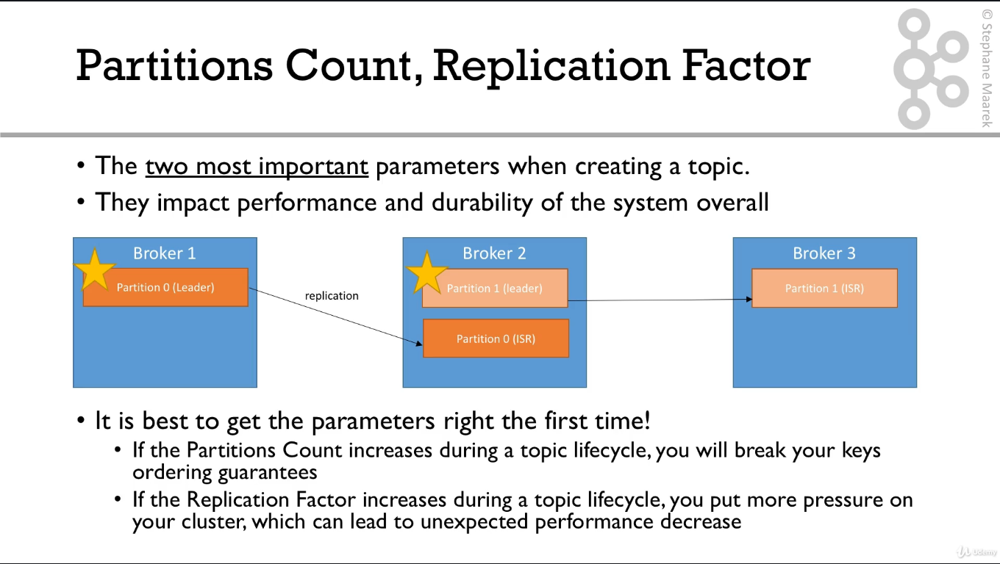 Partitions Count, Replication Factor
© Stephane Maarek
• The two most important parameters when creating a topic.
• They impact performance and durability of the system overall
Broker 1
Partition 0 (Leader)
replication
Broker 2
Partition 1 (leader)
Partition 0 (ISR)
Broker 3
Partition 1 (ISR)
• It is best to get the parameters right the first time!
• If the Partitions Count increases during a topic lifecycle, you will break your keys
ordering guarantees
• If the Replication Factor increases during a topic lifecycle, you put more pressure on
your cluster, which can lead to unexpected performance decrease
Udemy